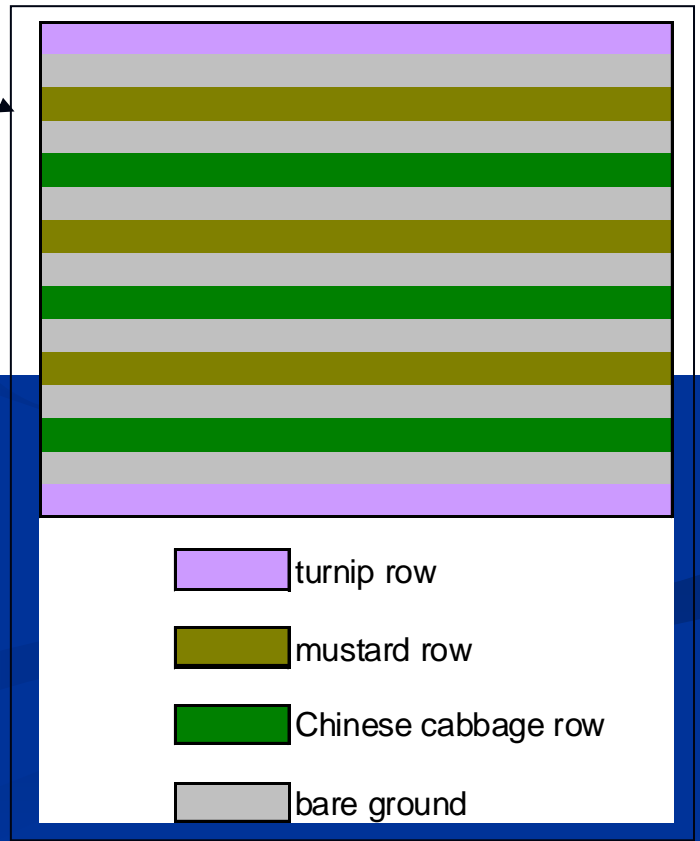 turnip row
mustard row
Chinese cabbage row
bare ground